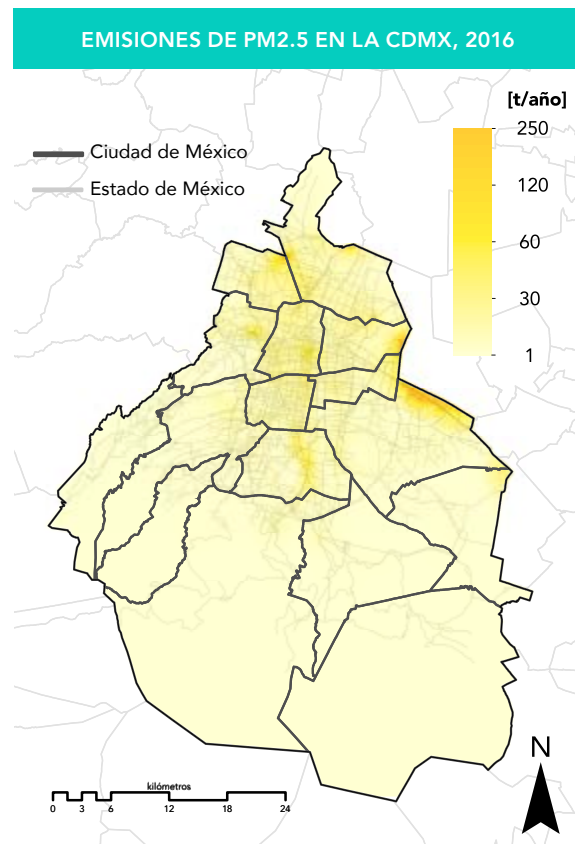 EMISIONES DE PM2.5 EN LA CDMX, 2016
[t/año]
250
120
60
30
1
Ciudad de México
Estado de México
N
kilómetros
0 3 6 12 18 24